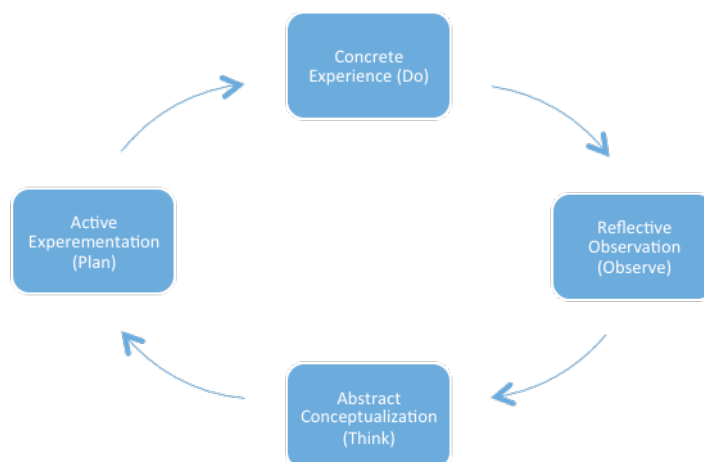 Concrete
Experience (Do)
Reflective
Observation
(Observe)
Abstract
Conceptualization
(Think)
Active
Experementation
(Plan)